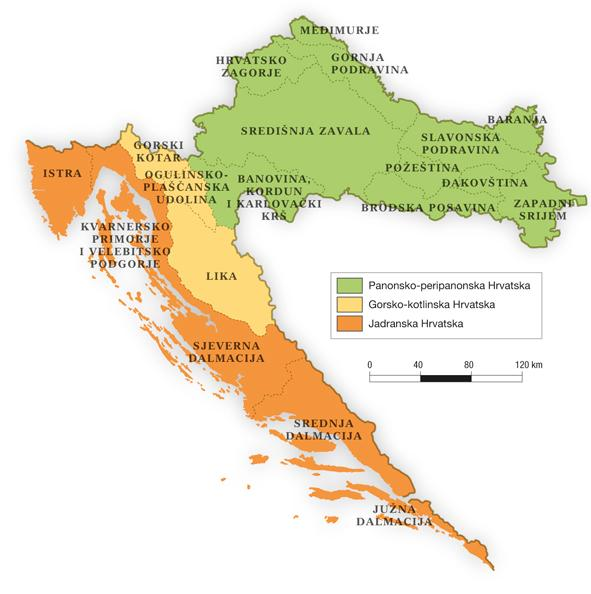 MEĐIMURJE
HRVATSKO
ZAGORJE
GORNJA
PODRAVINA
SREDIŠNJA ZAVALA
BARANJA
SLAVONSKA
PODRAVINA
POŽEŠTINA
ĐAKOVŠTINA
BRODSKA POSAVINA
ZAPADNI
SRIJEM
GORSKI
KOTAR
OGULINSKO-
PLAŠČANSKA
UDOLINA
BANOVINA,
KORDUN
I KARLOVAČKI
KRŠ
ISTRA
KVARNERSKO
PRIMORJE
I VELEBITSKO
PODGORJE
LIKA
Panonsko-peripanonska Hrvatska
Gorsko-kotlinska Hrvatska
Jadranska Hrvatska
0 40 80 120 km
SJEVERNA
DALMACIJA
SREDNJA
DALMACIJA
JUŽNA
DALMACIJA